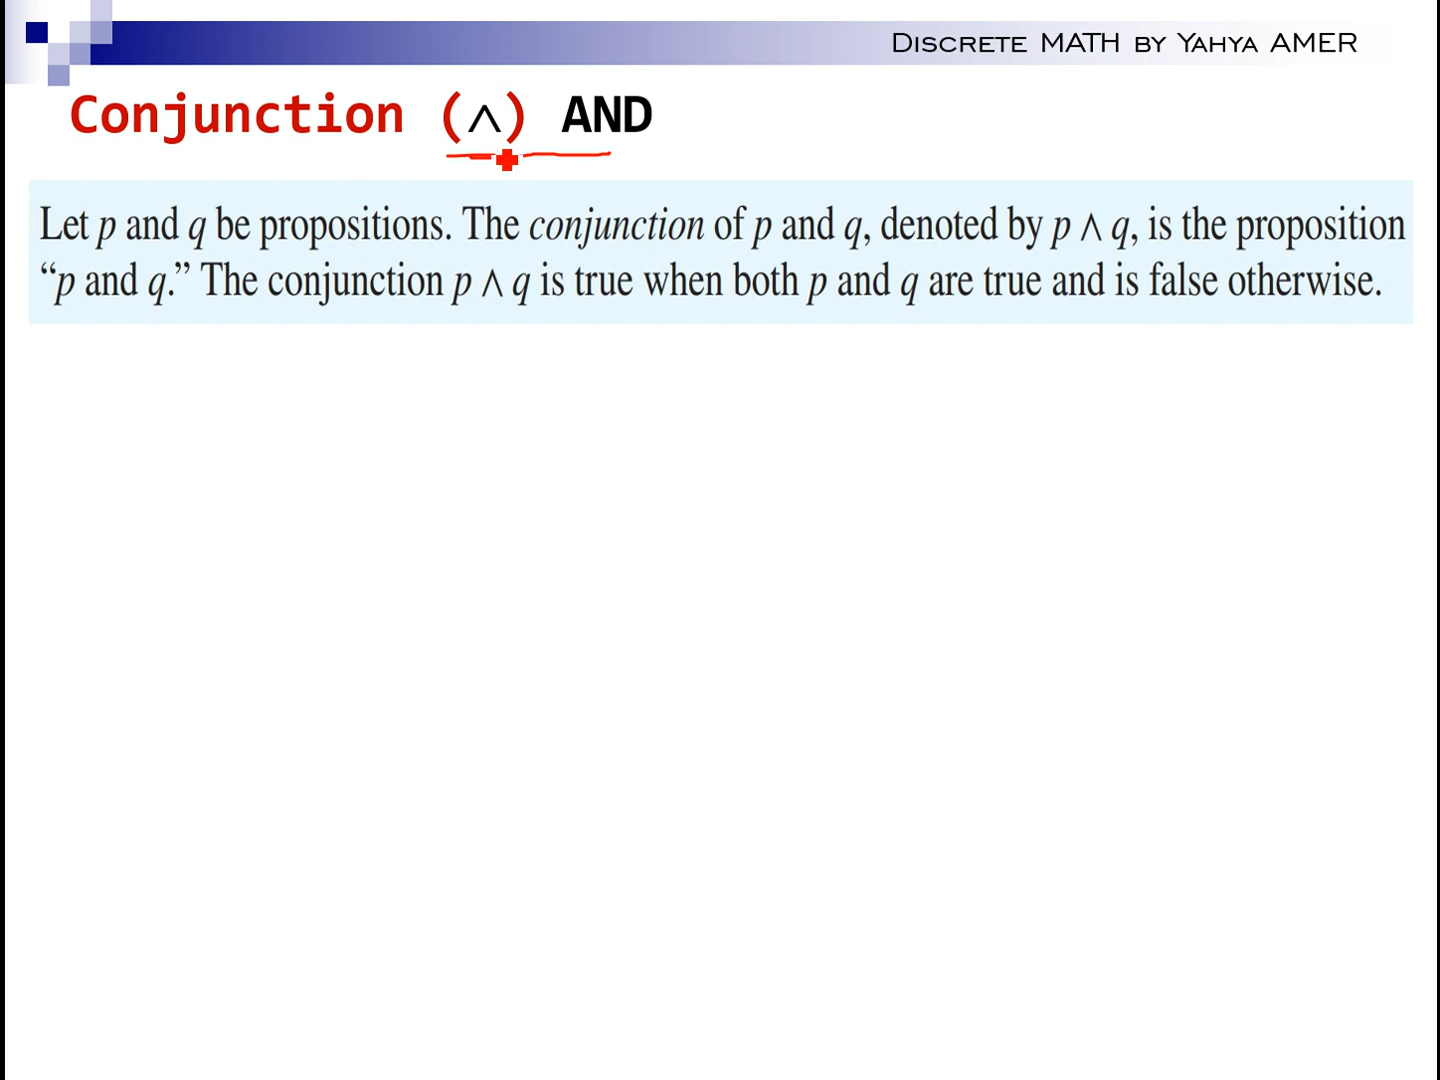 DISCRETE MATH BY YAHYA AMER
Conjunction (∧) AND
Let p and q be propositions. The conjunction of p and q, denoted by p ∧ q, is the proposition
“p and q.” The conjunction p ∧ q is true when both p and q are true and is false otherwise.